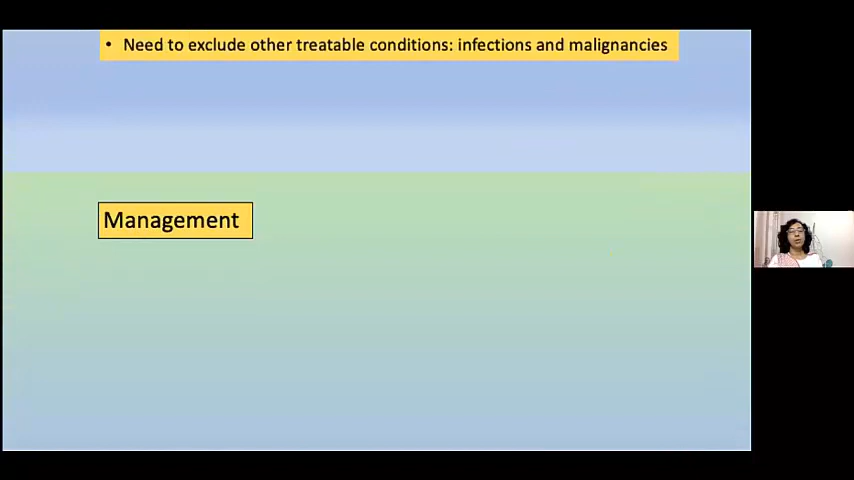 • Need to exclude other treatable conditions: infections and malignancies
Management